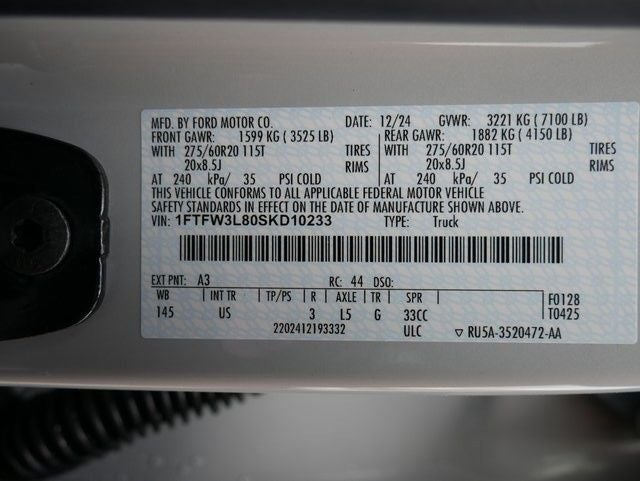 MFD. BY FORD MOTOR CO. DATE: 12/24 GVWR: 3221 KG ( 7100 LB)
FRONT GAWR: 1599 KG ( 3525 LB) REAR GAWR: 1882 KG ( 4150 LB)
WITH 275/60R20 115T TIRES WITH 275/60R20 115T TIRES
20x8.5J RIMS 20x8.5J RIMS
AT 240 kPa/ 35 PSI COLD AT 240 kPa/ 35 PSI COLD
THIS VEHICLE CONFORMS TO ALL APPLICABLE FEDERAL MOTOR VEHICLE
SAFETY STANDARDS IN EFFECT ON THE DATE OF MANUFACTURE SHOWN ABOVE.
VIN: 1FTFW3L80SKD10233 TYPE: Truck
EXT PNT: A3 RC: 44 DSO:
WB INT TR TP/PS R AXLE TR SPR F0128
145 US 3 L5 G 33CC T0425
2202412193332 ULC ▽ RU5A-3520472-AA